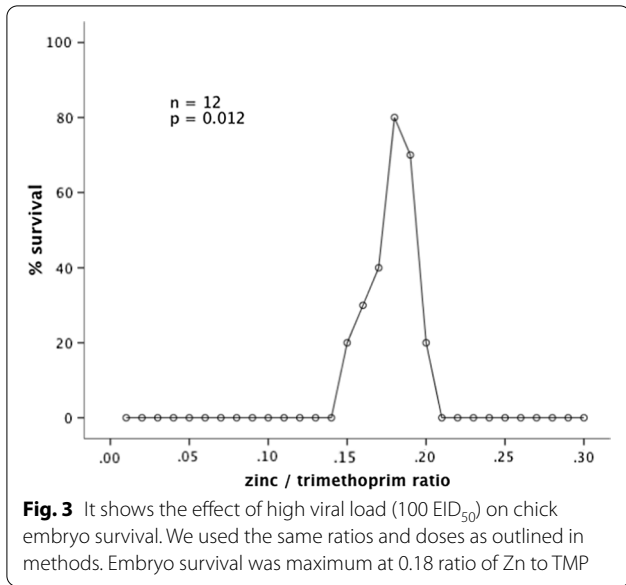 100
80
60
40
20
0
% survival
n = 12
p = 0.012
.00 .05 .10 .15 .20 .25 .30
zinc / trimethoprim ratio
Fig. 3 It shows the effect of high viral load (100 EID50) on chick
embryo survival. We used the same ratios and doses as outlined in
methods. Embryo survival was maximum at 0.18 ratio of Zn to TMP